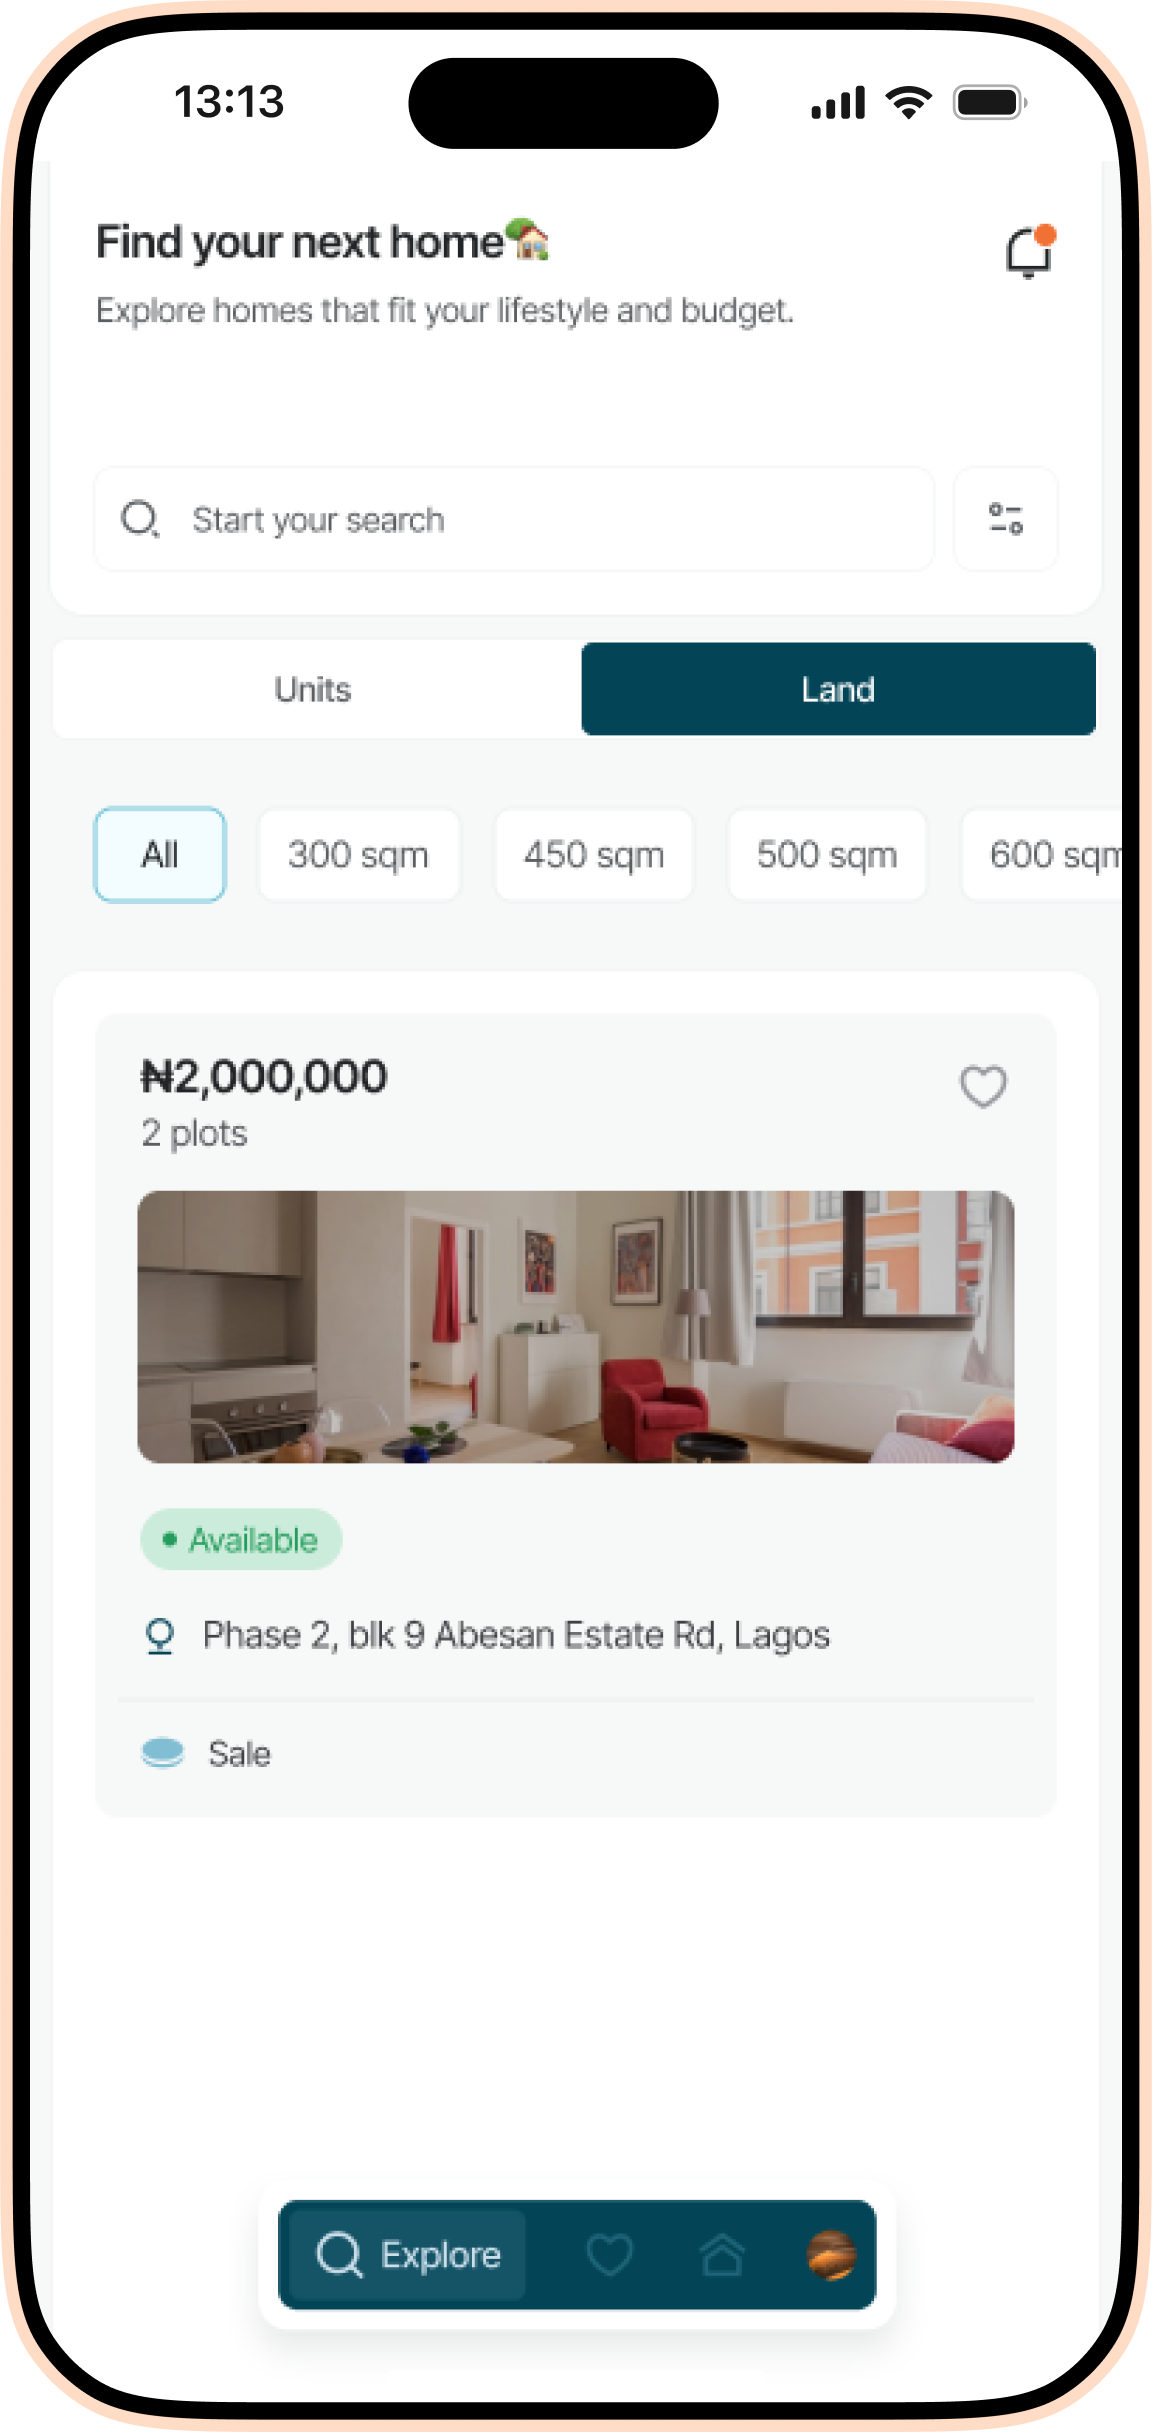 13:13
Find your next home🏡
Explore homes that fit your lifestyle and budget.
Start your search
Units
Land
All
300 sqm
450 sqm
500 sqm
600 sqm
₦2,000,000
2 plots
Available
Phase 2, blk 9 Abesan Estate Rd, Lagos
Sale
Explore